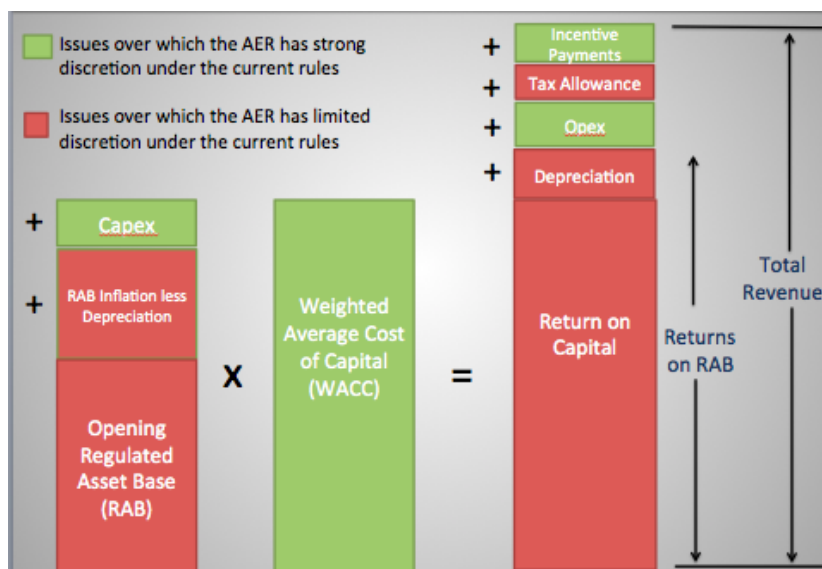 Issues over which the AER has strong
discretion under the current rules
Issues over which the AER has limited
discretion under the current rules
+
Incentive
Payments
+
Tax Allowance
+
Opex
+
Depreciation
+
Capex
+
RAB Inflation less
Depreciation
Opening
Regulated
Asset Base
(RAB)
X
Weighted
Average Cost
of Capital
(WACC)
=
Return on
Capital
Returns
on RAB
Total
Revenue